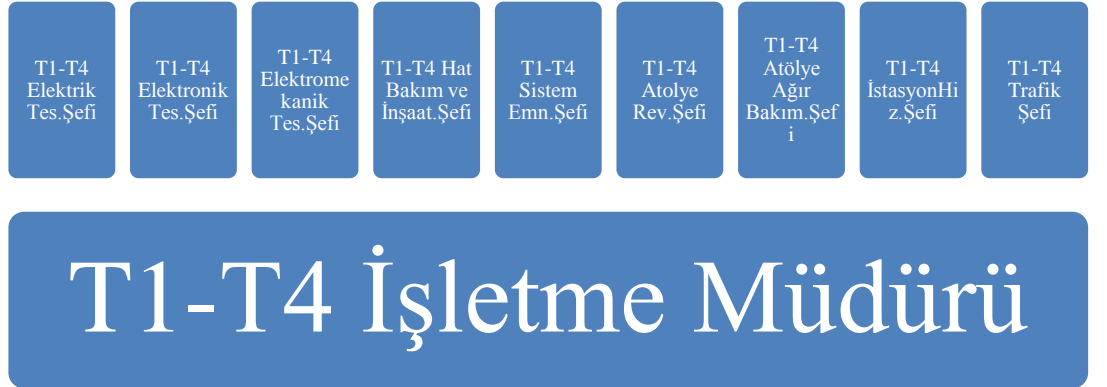 T1-T4
Elektrik
Tes.Şefi
T1-T4
Elektronik
Tes.Şefi
T1-T4
Elektrome
kanik
Tes.Şefi
T1-T4 Hat
Bakım ve
İnşaat.Şefi
T1-T4
Sistem
Emn.Şefi
T1-T4
Atolye
Rev.Şefi
T1-T4
Atölye
Ağır
Bakım.Şef
i
T1-T4
İstasyonHi
z.Şefi
T1-T4
Trafik
Şefi
T1-T4 İşletme Müdürü